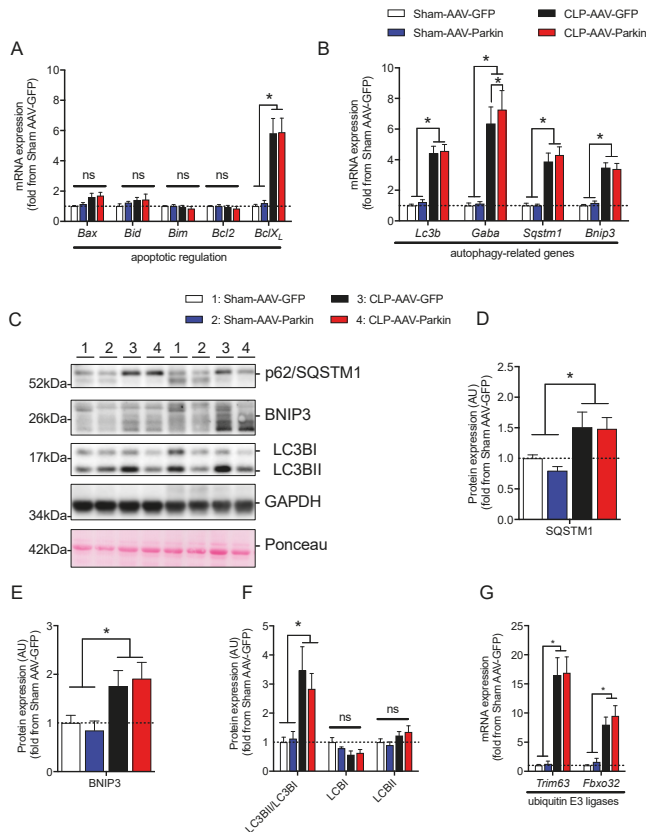 Sham-AAV-GFP
CLP-AAV-GFP
Sham-AAV-Parkin
CLP-AAV-Parkin
A
mRNA expression
(fold from Sham AAV-GFP)
10
8
6
4
2
0
ns
ns
ns
ns
*
Bax
Bid
Bim
Bcl2
BclXL
apoptotic regulation
B
mRNA expression
(fold from Sham AAV-GFP)
10
8
6
4
2
0
*
*
*
*
*
Lc3b
Gaba
Sqstm1
Bnip3
autophagy-related genes
1: Sham-AAV-GFP
3: CLP-AAV-GFP
2: Sham-AAV-Parkin
4: CLP-AAV-Parkin
C
1 2 3 4 1 2 3 4
p62/SQSTM1
52kDa
BNIP3
26kDa
LC3BI
17kDa
LC3BII
GAPDH
34kDa
Ponceau
42kDa
D
Protein expression (AU)
(fold from Sham AAV-GFP)
2.5
2.0
1.5
1.0
0.5
0.0
*
SQSTM1
E
Protein expression (AU)
(fold from Sham AAV-GFP)
3
2
1
0
*
BNIP3
F
Protein expression (AU)
(fold from Sham AAV-GFP)
5
4
3
2
1
0
*
ns
ns
LC3BII/LC3BI
LCBI
LCBII
G
mRNA expression
(fold from Sham AAV-GFP)
25
20
15
10
5
0
*
*
Trim63
Fbxo32
ubiquitin E3 ligases